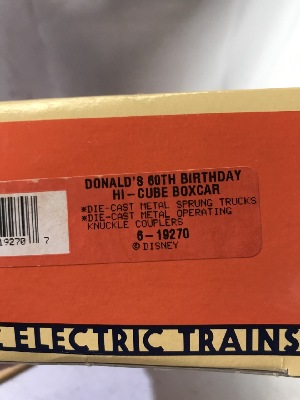 DONALD'S 60TH BIRTHDAY
HI-CUBE BOXCAR
*DIE-CAST METAL SPRUNG TRUCKS
*DIE-CAST METAL OPERATING
KNUCKLE COUPLERS
6-19270
© DISNEY
19270 7
ELECTRIC TRAINS